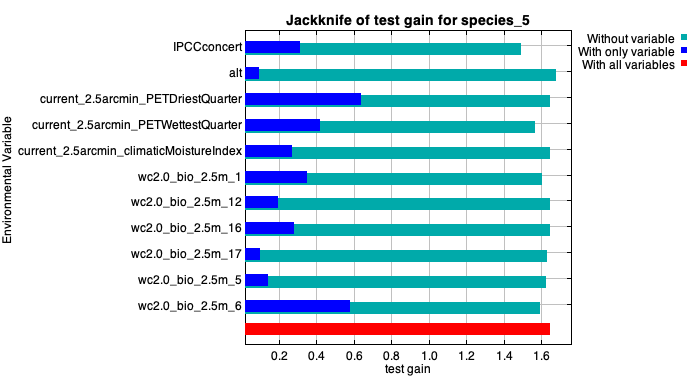 Jackknife of test gain for species_5
Without variable
With only variable
With all variables
Environmental Variable
IPCCconcert
alt
current_2.5arcmin_PETDriestQuarter
current_2.5arcmin_PETWettestQuarter
current_2.5arcmin_climaticMoistureIndex
wc2.0_bio_2.5m_1
wc2.0_bio_2.5m_12
wc2.0_bio_2.5m_16
wc2.0_bio_2.5m_17
wc2.0_bio_2.5m_5
wc2.0_bio_2.5m_6
0.2 0.4 0.6 0.8 1.0 1.2 1.4 1.6
test gain